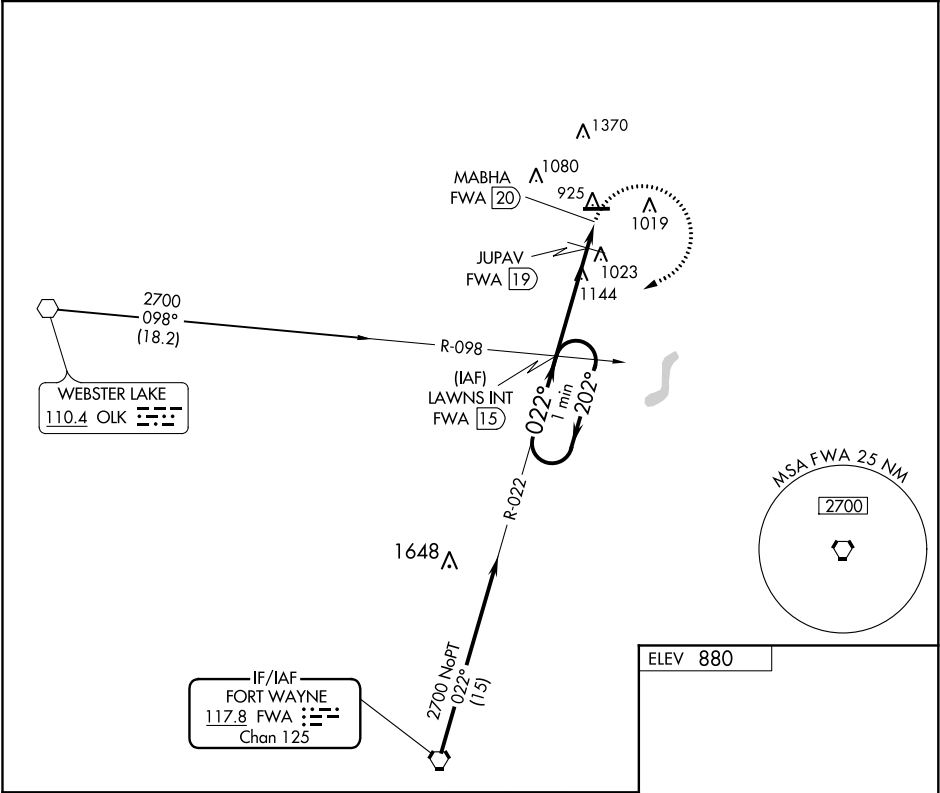 1370
1080
MABHA
FWA 20
925
1019
JUPAV
FWA 19
1023
1144
2700
098°
(18.2)
R-098
(IAF)
LAWNS INT
FWA 15
022°
1 min
202°
WEBSTER LAKE
110.4 OLK
MSA FWA 25 NM
2700
R-022
1648
2700 NoPT
022°
(15)
IF/IAF
FORT WAYNE
117.8 FWA
Chan 125
ELEV 880